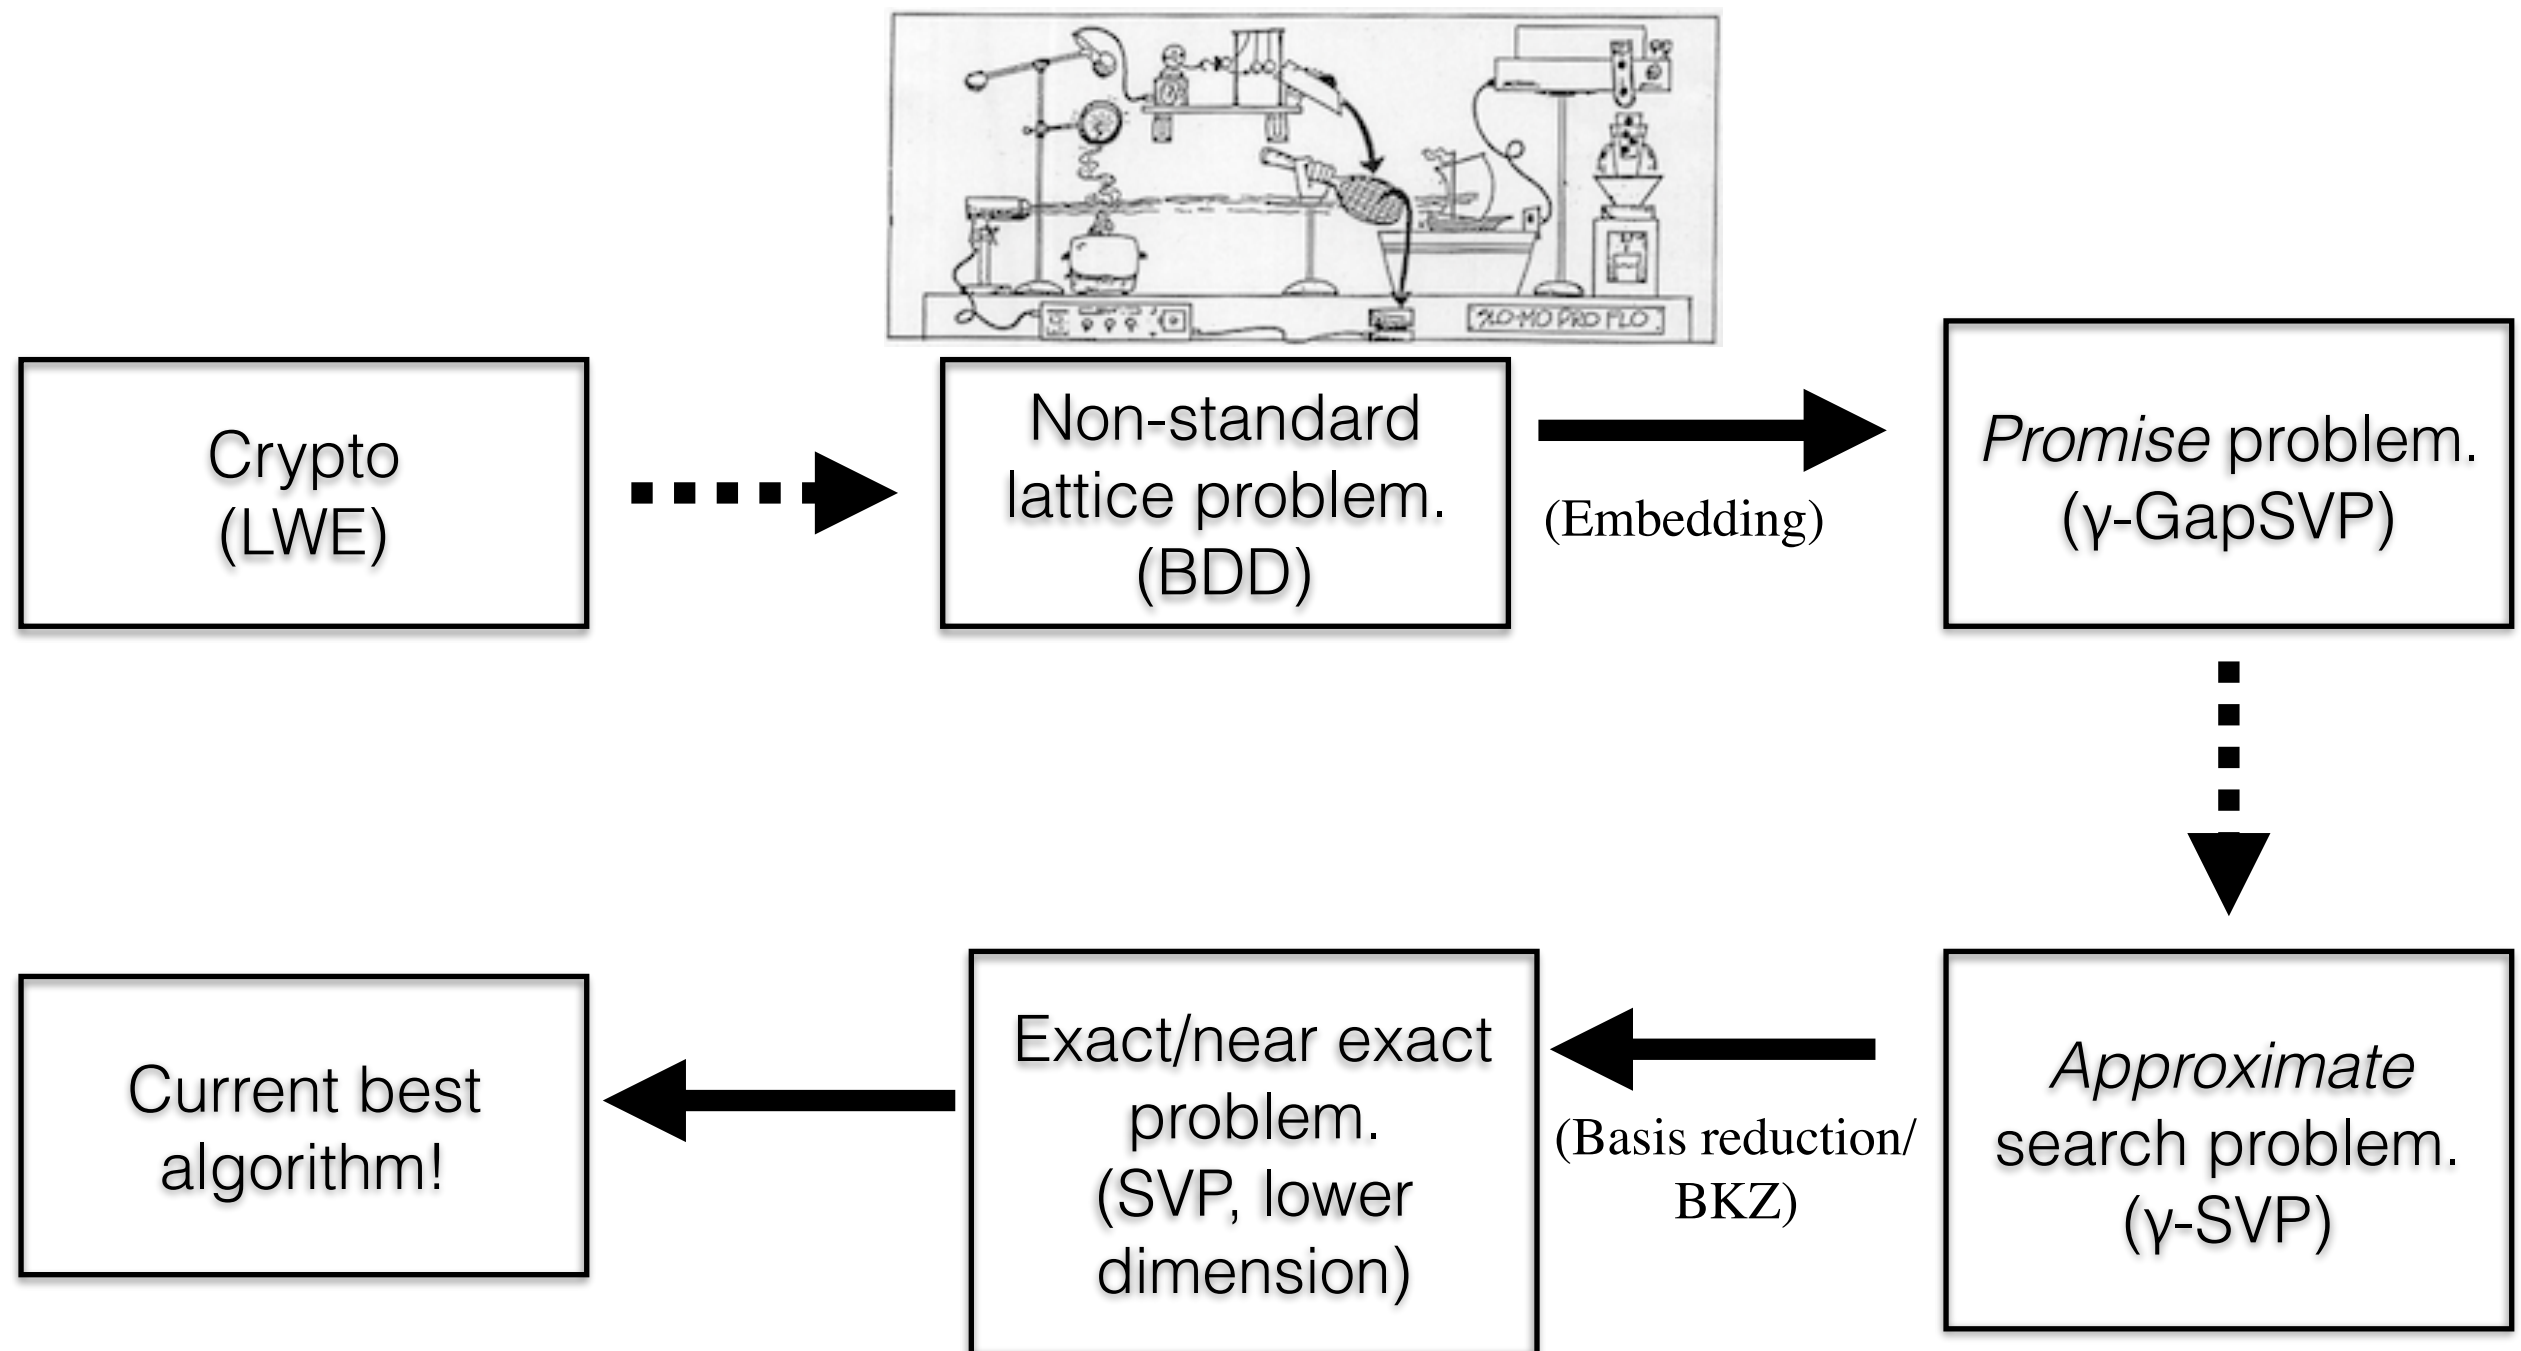 Crypto
(LWE)
Non-standard
lattice problem.
(BDD)
(Embedding)
Promise problem.
(γ-GapSVP)
Approximate
search problem.
(γ-SVP)
(Basis reduction/
BKZ)
Exact/near exact
problem.
(SVP, lower
dimension)
Current best
algorithm!